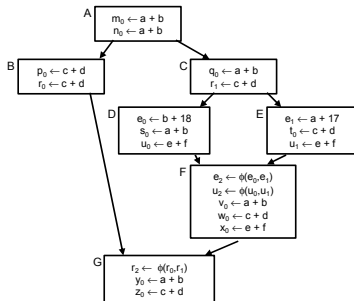 A
m₀ ← a + b
n₀ ← a + b
B
p₀ ← c + d
r₀ ← c + d
C
q₀ ← a + b
r₁ ← c + d
D
e₀ ← b + 18
s₀ ← a + b
u₀ ← e + f
E
e₁ ← a + 17
t₀ ← c + d
u₁ ← e + f
F
e₂ ← ϕ(e₀,e₁)
u₂ ← ϕ(u₀,u₁)
v₀ ← a + b
w₀ ← c + d
x₀ ← e + f
G
r₂ ← ϕ(r₀,r₁)
y₀ ← a + b
z₀ ← c + d